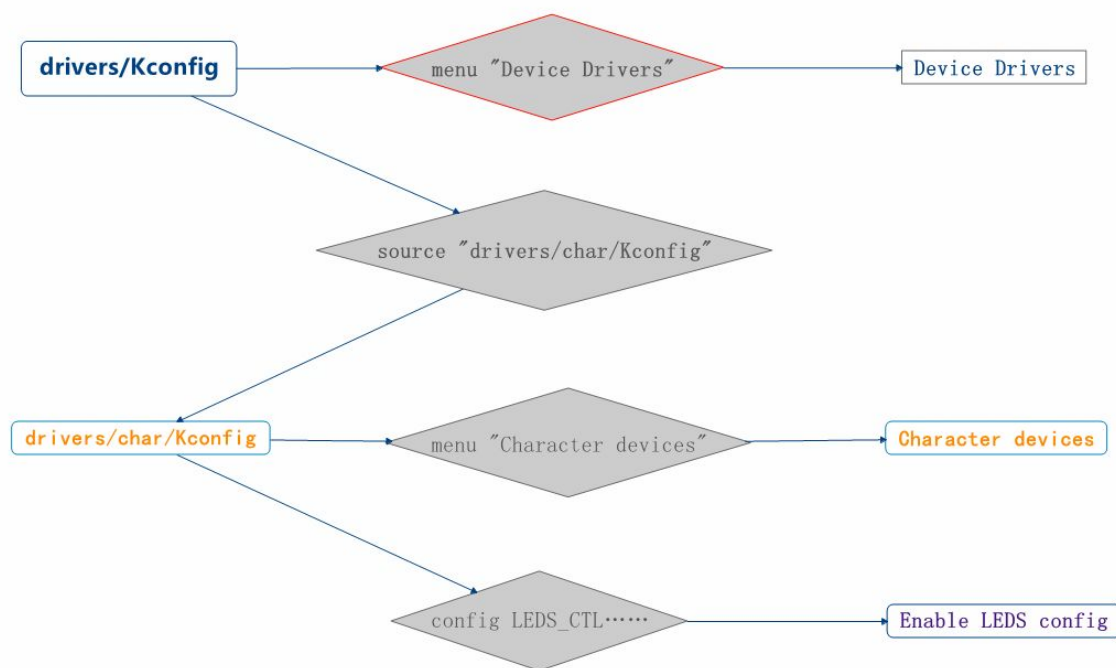 drivers/Kconfig
menu "Device Drivers"
Device Drivers
source "drivers/char/Kconfig"
drivers/char/Kconfig
menu "Character devices"
Character devices
config LEDS_CTL……
Enable LEDS config